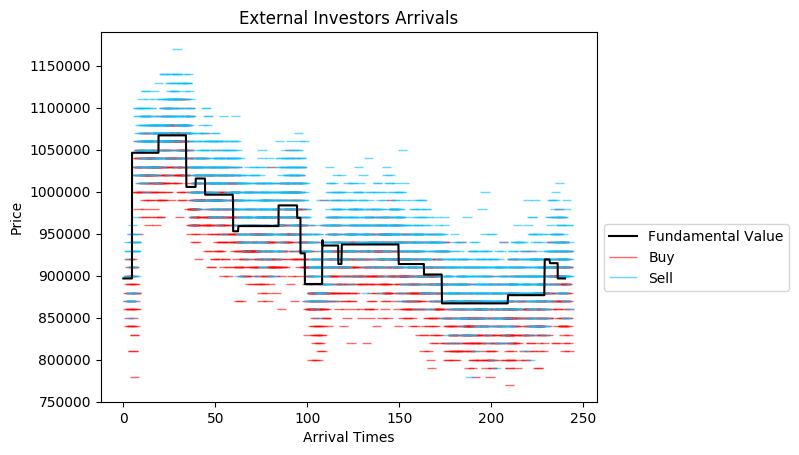 External Investors Arrivals
Price
1150000
1100000
1050000
1000000
950000
900000
850000
800000
750000
0 50 100 150 200 250
Arrival Times
Fundamental Value
Buy
Sell